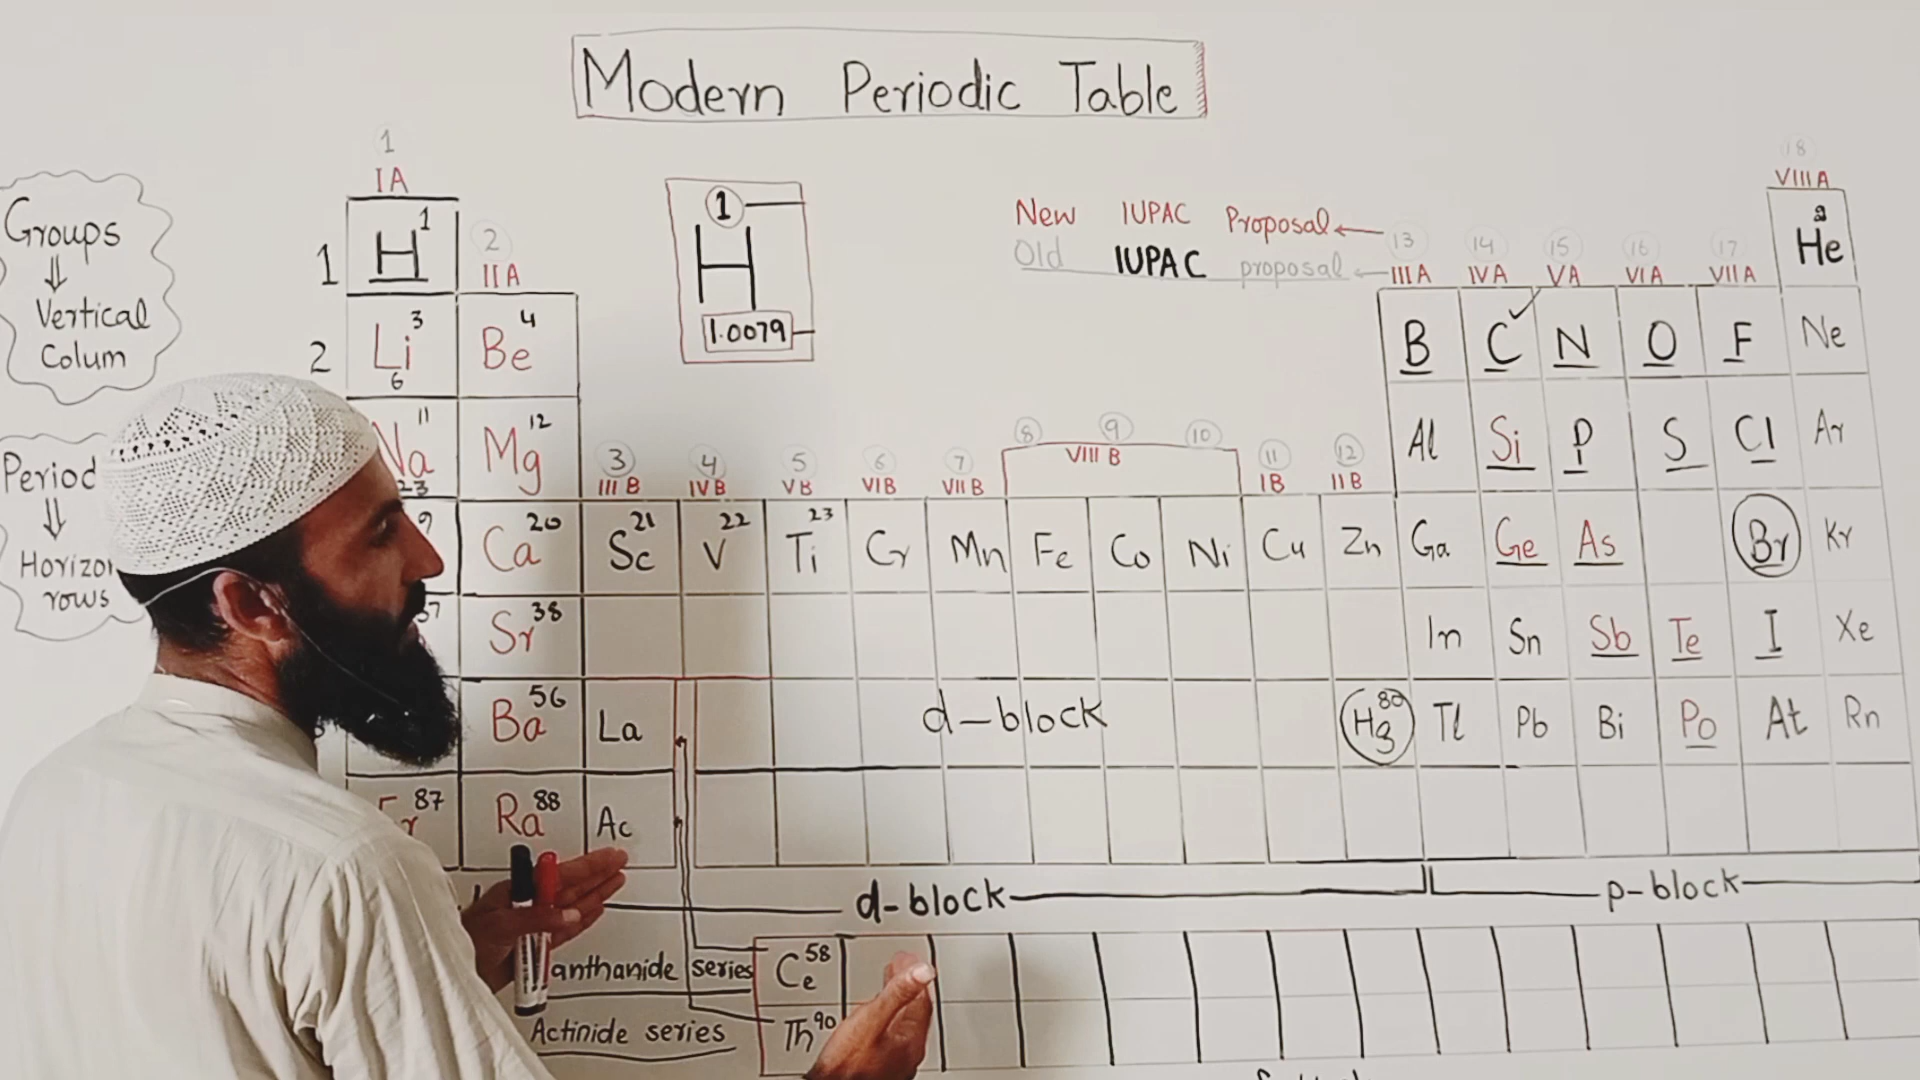 Modern Periodic Table
1
IA
18
VIIIA
Groups
⇓
Vertical
Colum
Period
⇓
Horizon
rows
1
H
1.0079
New IUPAC Proposal
Old IUPAC proposal
2
IIA
13 14 15 16 17
IIIA IVA VA VIA VIIA
1 H 1 He 2
2 Li 3 6 Be 4 B C N O F Ne
Na 11 23 Mg 12 Al Si P S Cl Ar
3 4 5 6 7 8 9 10 11 12
IIIB IVB VB VIB VIIB VIIIB IB IIB
9 Ca 20 Sc 21 V 22 Ti 23 Cr Mn Fe Co Ni Cu Zn Ga Ge As Br Kr
37 Sr 38 In Sn Sb Te I Xe
Ba 56 La d-block Hg 80 Tl Pb Bi Po At Rn
Fr 87 Ra 88 Ac
d-block p-block
anthanide series Ce 58
Actinide series Th 90